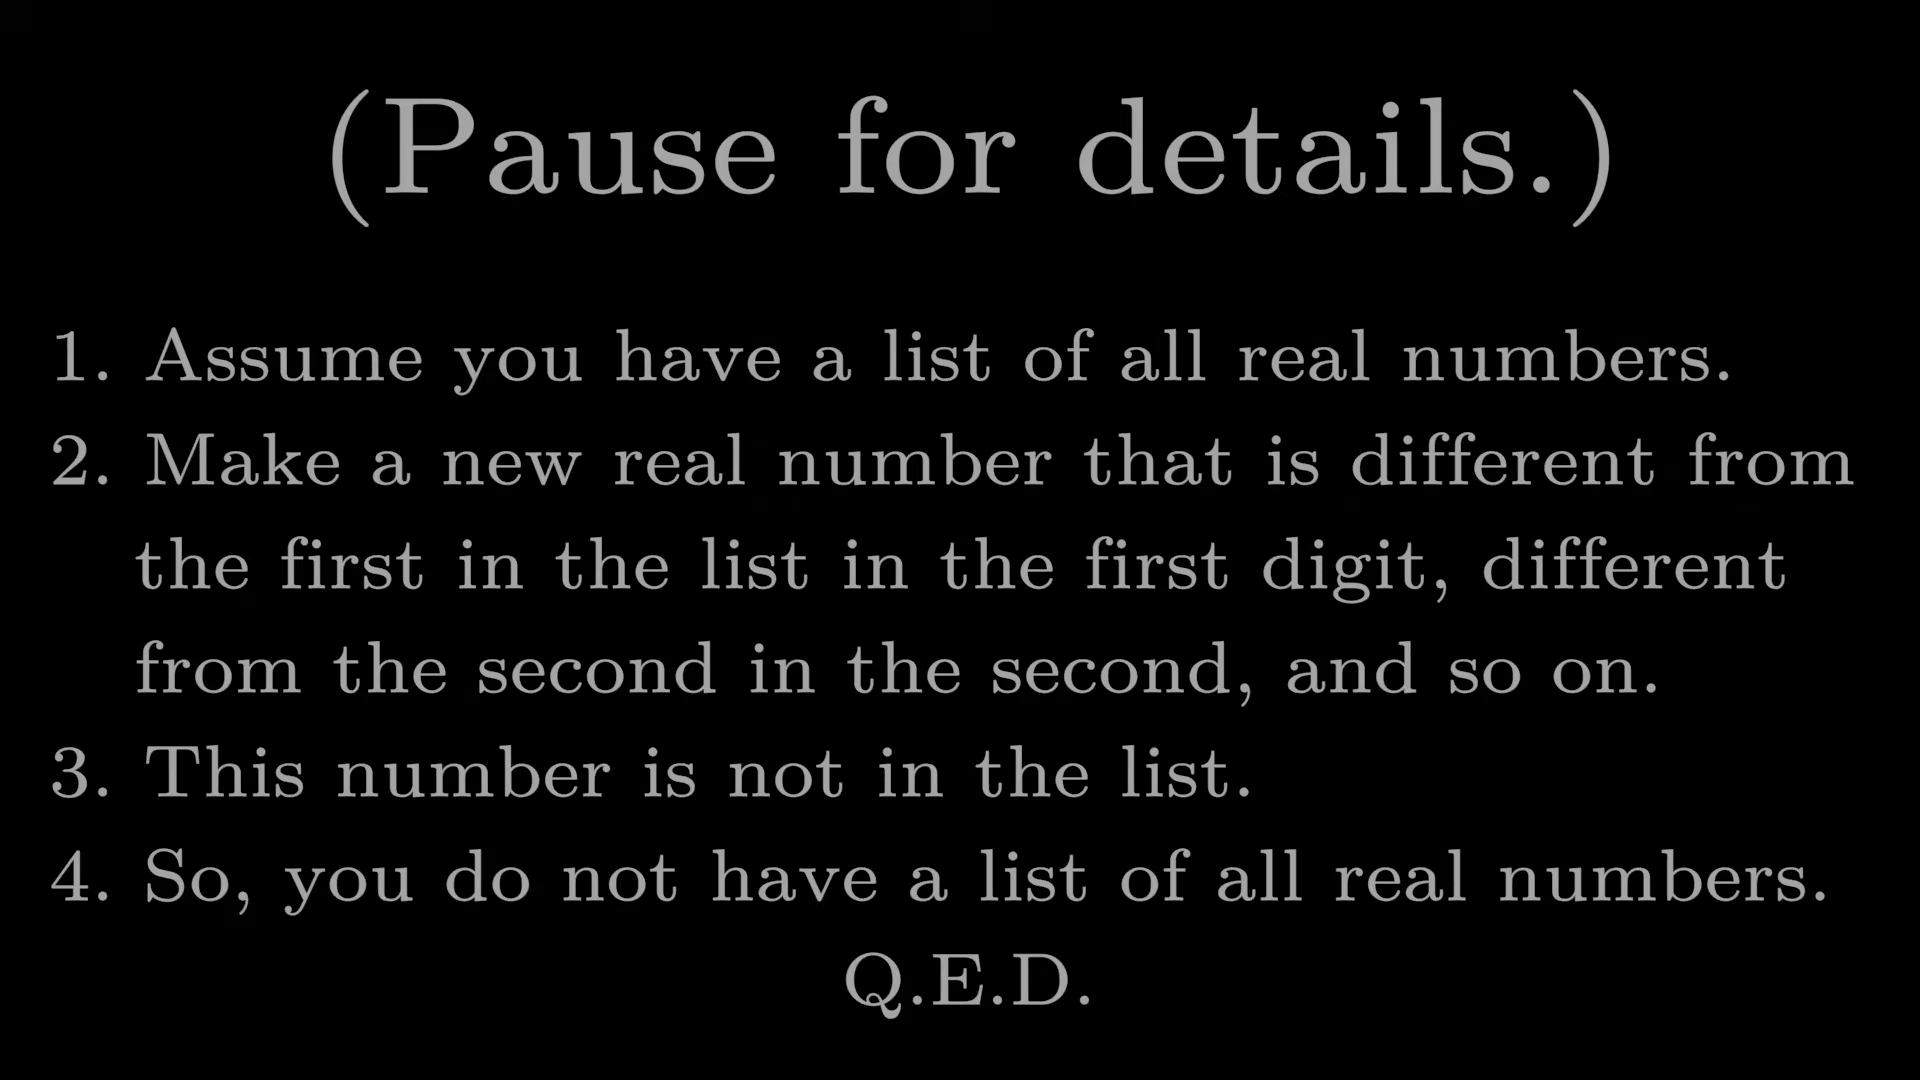 (Pause for details.)
1. Assume you have a list of all real numbers.
2. Make a new real number that is different from
the first in the list in the first digit, different
from the second in the second, and so on.
3. This number is not in the list.
4. So, you do not have a list of all real numbers.
Q.E.D.